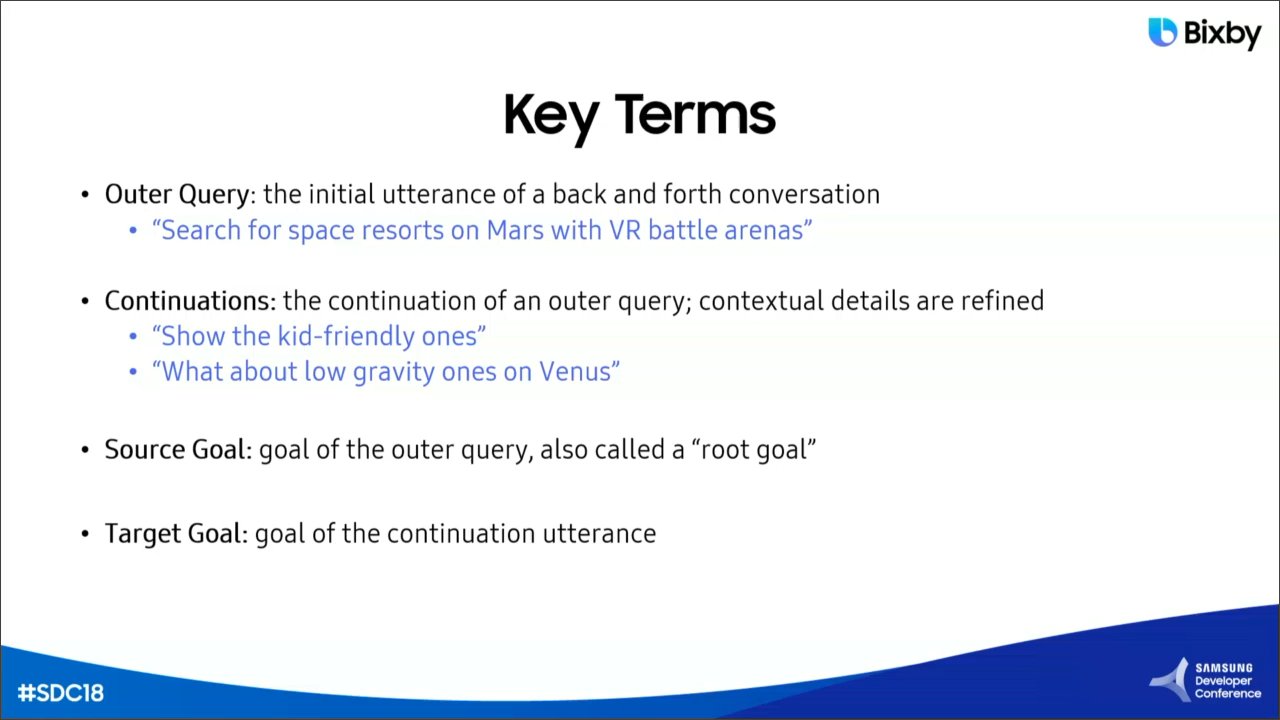 Bixby
Key Terms
• Outer Query: the initial utterance of a back and forth conversation
• “Search for space resorts on Mars with VR battle arenas”
• Continuations: the continuation of an outer query; contextual details are refined
• “Show the kid-friendly ones”
• “What about low gravity ones on Venus”
• Source Goal: goal of the outer query, also called a “root goal”
• Target Goal: goal of the continuation utterance
#SDC18
SAMSUNG
Developer
Conference